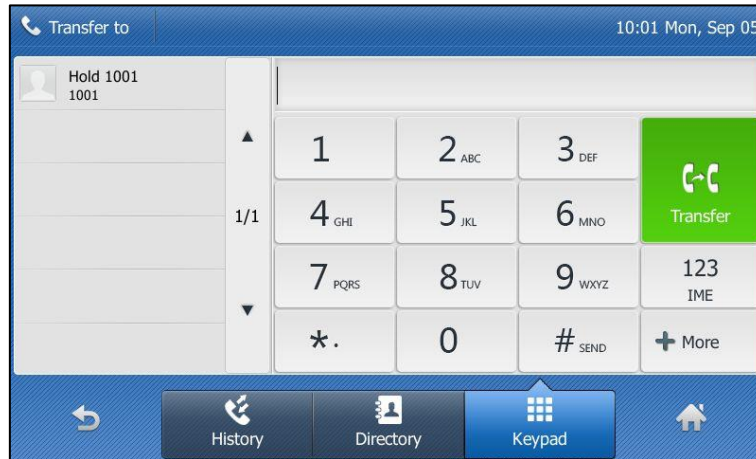 Transfer to
10:01 Mon, Sep 05
Hold 1001
1001
1/1
1
2 ABC
3 DEF
Transfer
4 GHI
5 JKL
6 MNO
7 PQRS
8 TUV
9 WXYZ
123
IME
*.
0
# SEND
+ More
History
Directory
Keypad